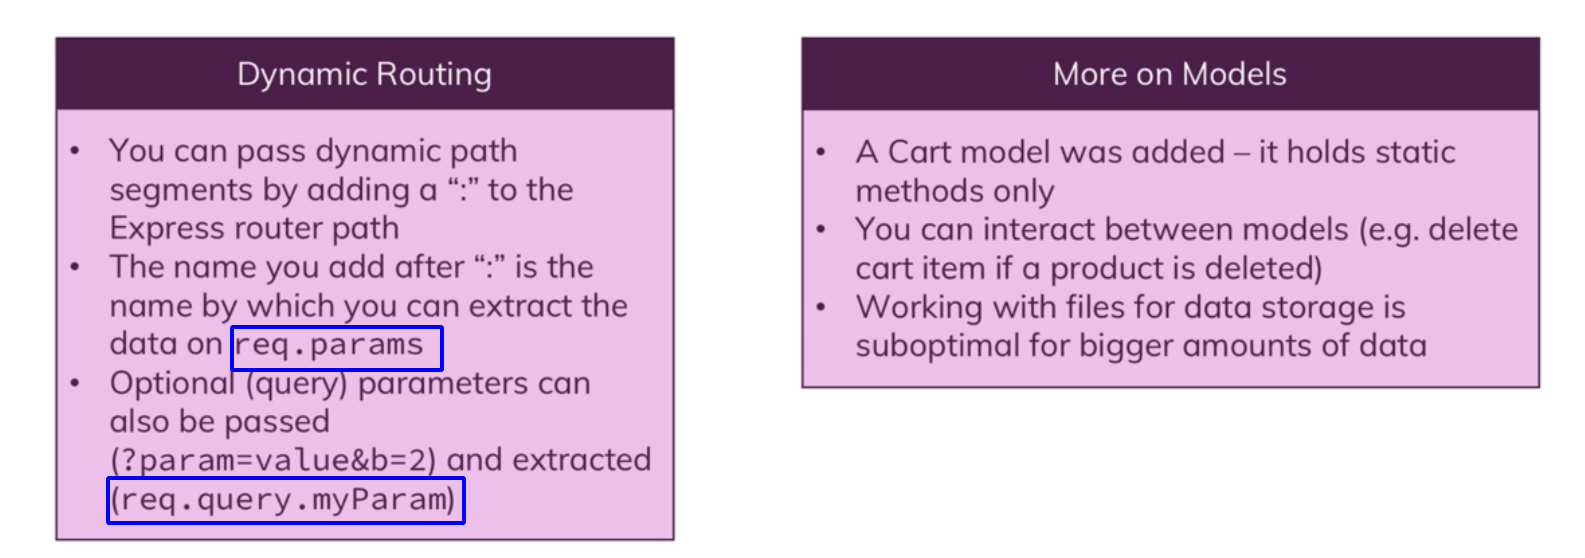 Dynamic Routing
• You can pass dynamic path
segments by adding a “:” to the
Express router path
• The name you add after “:” is the
name by which you can extract the
data on req.params
• Optional (query) parameters can
also be passed
(?param=value&b=2) and extracted
(req.query.myParam)
More on Models
• A Cart model was added – it holds static
methods only
• You can interact between models (e.g. delete
cart item if a product is deleted)
• Working with files for data storage is
suboptimal for bigger amounts of data